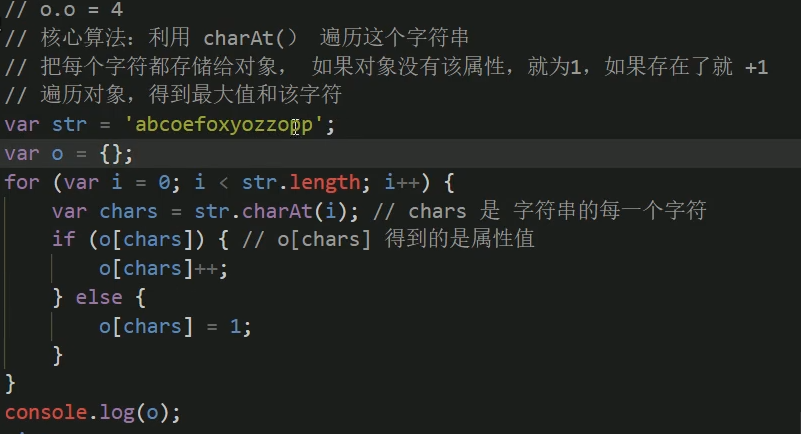 // o.o = 4
// 核心算法：利用 charAt() 遍历这个字符串
// 把每个字符都存储给对象， 如果对象没有该属性，就为1，如果存在了就 +1
// 遍历对象，得到最大值和该字符
var str = 'abcoefoxyozzopp';
var o = {};
for (var i = 0; i < str.length; i++) {
    var chars = str.charAt(i); // chars 是 字符串的每一个字符
    if (o[chars]) { // o[chars] 得到的是属性值
        o[chars]++;
    } else {
        o[chars] = 1;
    }
}
console.log(o);